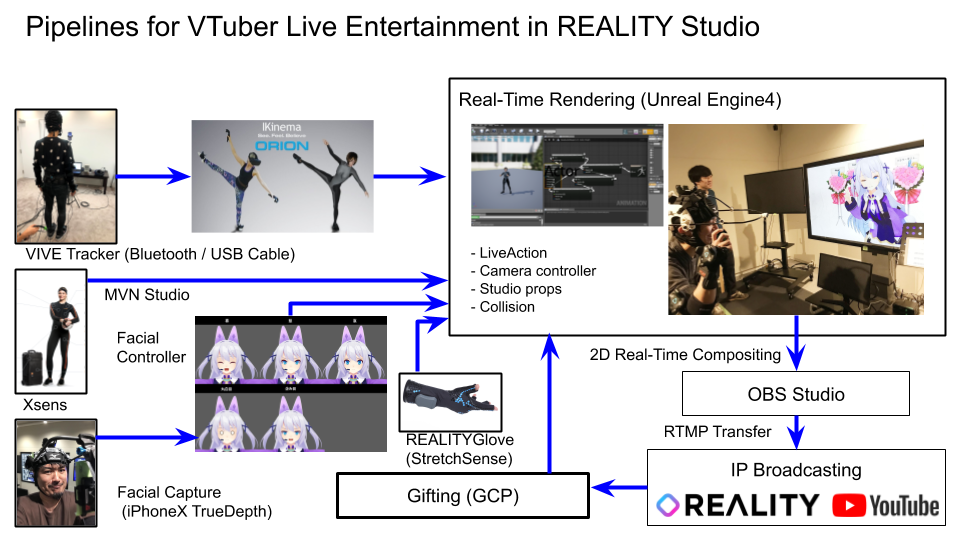 Pipelines for VTuber Live Entertainment in REALITY Studio
Real-Time Rendering (Unreal Engine4)
IKinema
ORION
Actor
ANIMATION
VIVE Tracker (Bluetooth / USB Cable)
- LiveAction
- Camera controller
- Studio props
- Collision
MVN Studio
Facial
Controller
Xsens
2D Real-Time Compositing
OBS Studio
REALITYGlove
(StretchSense)
RTMP Transfer
IP Broadcasting
REALITY
YouTube
Facial Capture
(iPhoneX TrueDepth)
Gifting (GCP)